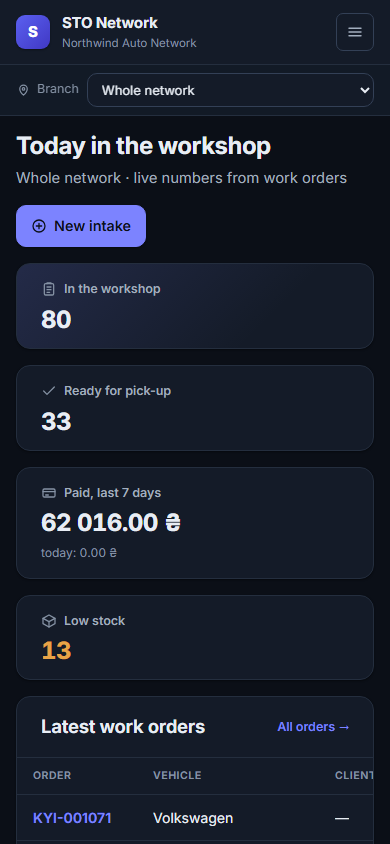 S
STO Network
Northwind Auto Network
Branch
Whole network
Today in the workshop
Whole network · live numbers from work orders
New intake
In the workshop
80
Ready for pick-up
33
Paid, last 7 days
62 016.00 ₴
today: 0.00 ₴
Low stock
13
Latest work orders All orders →
ORDER VEHICLE CLIENT
KYI-001071 Volkswagen —